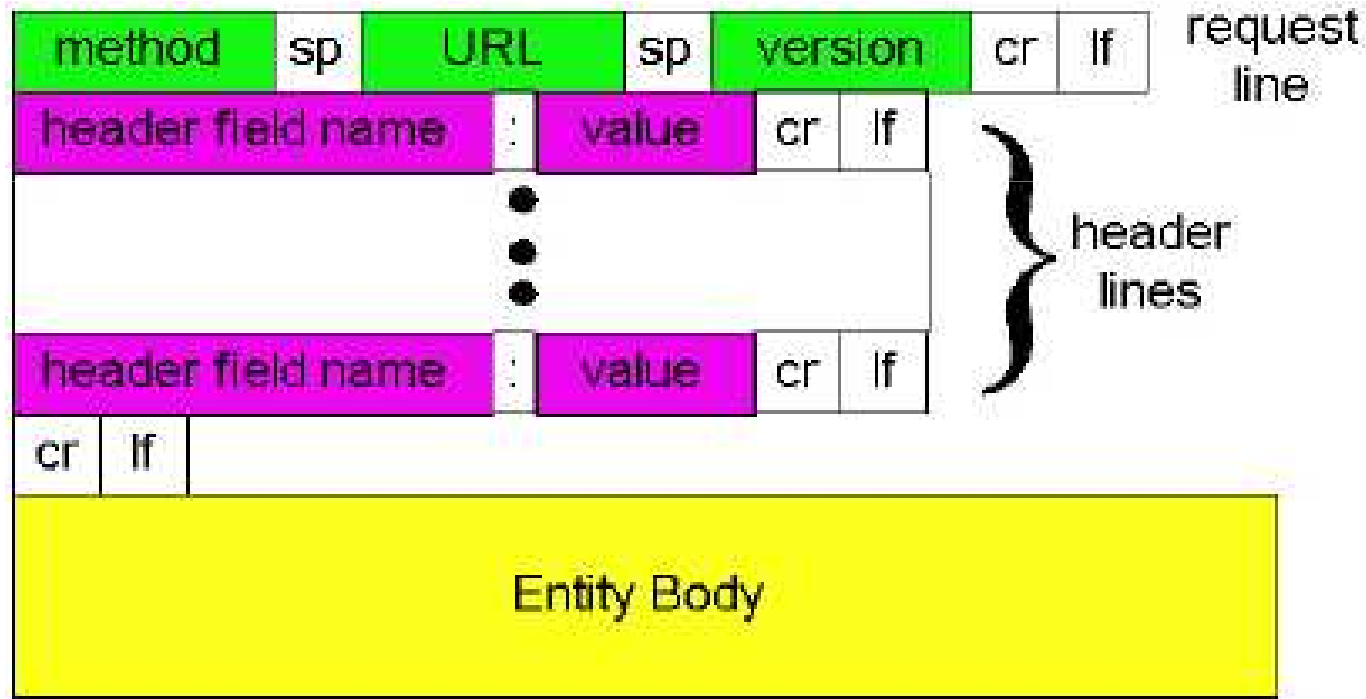 method sp URL sp version cr lf
request
line
header field name : value cr lf
header
lines
header field name : value cr lf
cr lf
Entity Body